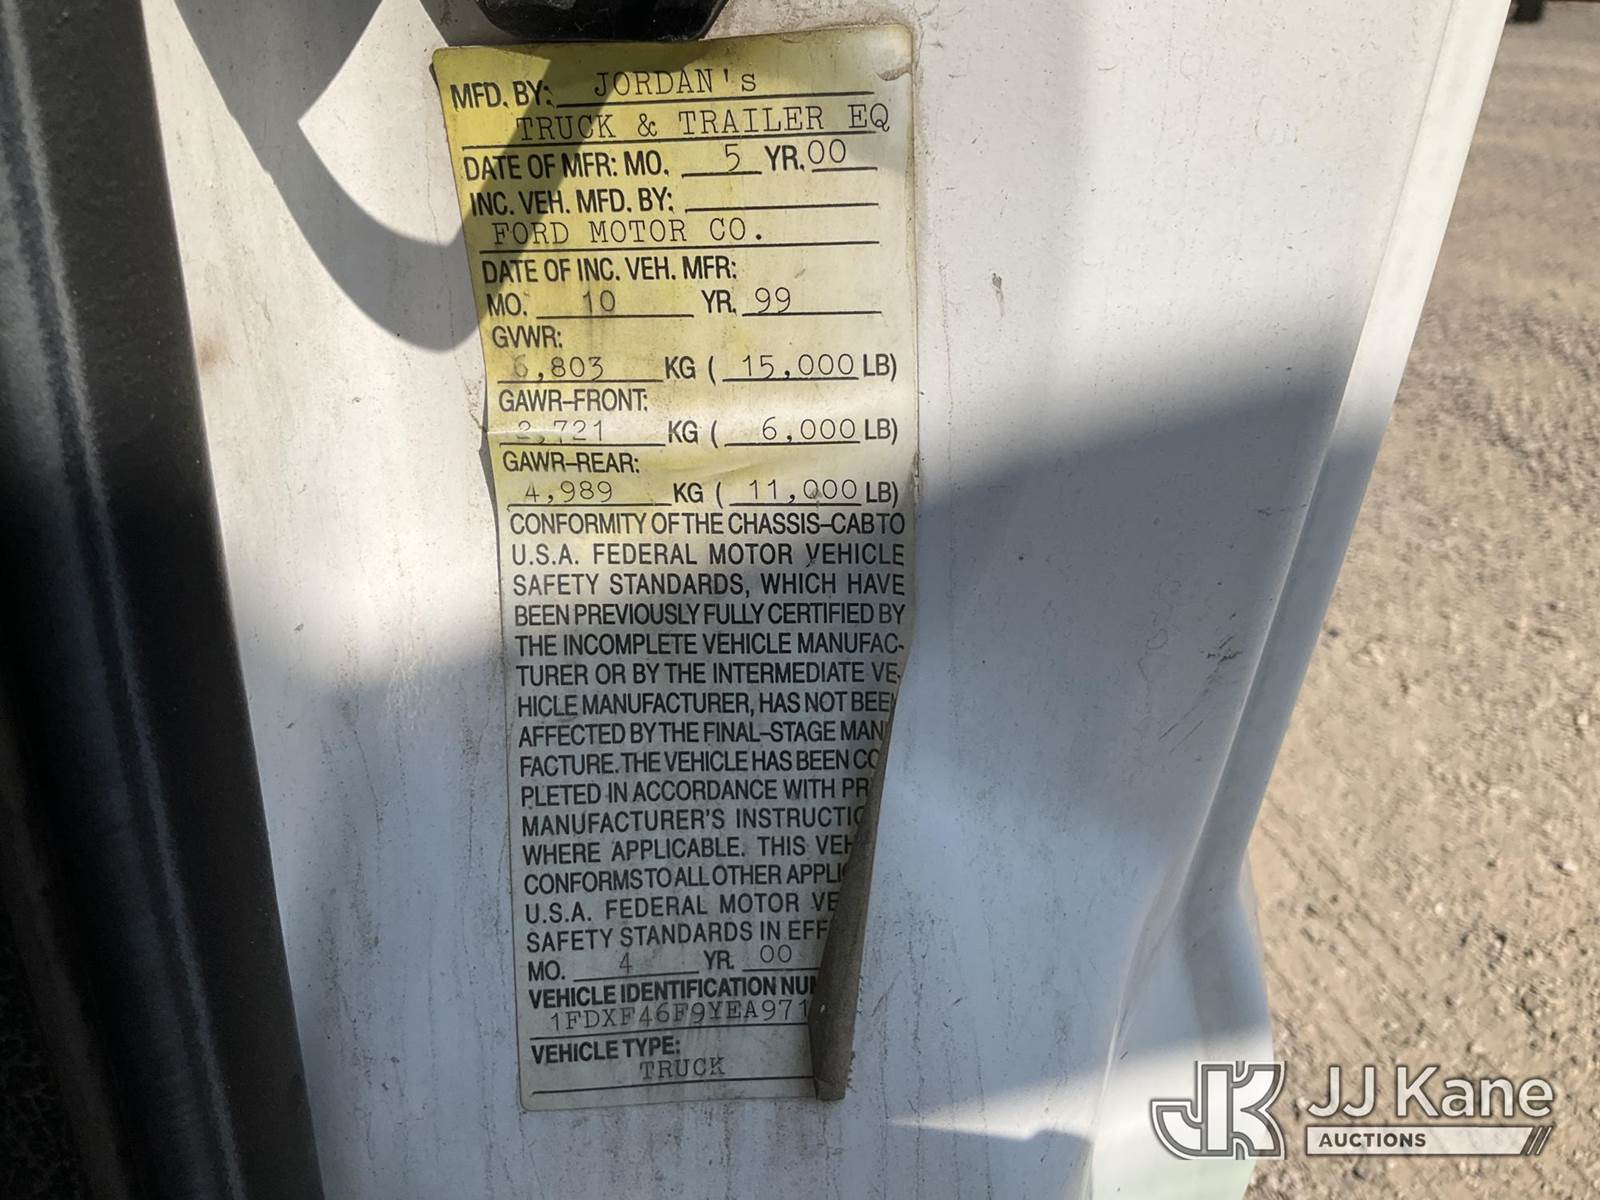 MFD. BY: JORDAN's
TRUCK & TRAILER EQ
DATE OF MFR: MO. 5 YR. 00
INC. VEH. MFD. BY:
FORD MOTOR CO.
DATE OF INC. VEH. MFR:
MO. 10 YR. 99
GVWR:
6,803 KG ( 15,000 LB)
GAWR-FRONT:
2,721 KG ( 6,000 LB)
GAWR-REAR:
4,989 KG ( 11,000 LB)
CONFORMITY OF THE CHASSIS-CAB TO
U.S.A. FEDERAL MOTOR VEHICLE
SAFETY STANDARDS, WHICH HAVE
BEEN PREVIOUSLY FULLY CERTIFIED BY
THE INCOMPLETE VEHICLE MANUFAC-
TURER OR BY THE INTERMEDIATE VE-
HICLE MANUFACTURER, HAS NOT BEEN
AFFECTED BY THE FINAL-STAGE MAN
FACTURE. THE VEHICLE HAS BEEN CO
PLETED IN ACCORDANCE WITH PR
MANUFACTURER'S INSTRUCTIO
WHERE APPLICABLE. THIS VEH
CONFORMS TO ALL OTHER APPLI
U.S.A. FEDERAL MOTOR VE
SAFETY STANDARDS IN EFF
MO. 4 YR. 00
VEHICLE IDENTIFICATION NUM
1FDXF46F9YEA971
VEHICLE TYPE:
TRUCK
JK JJ Kane
AUCTIONS